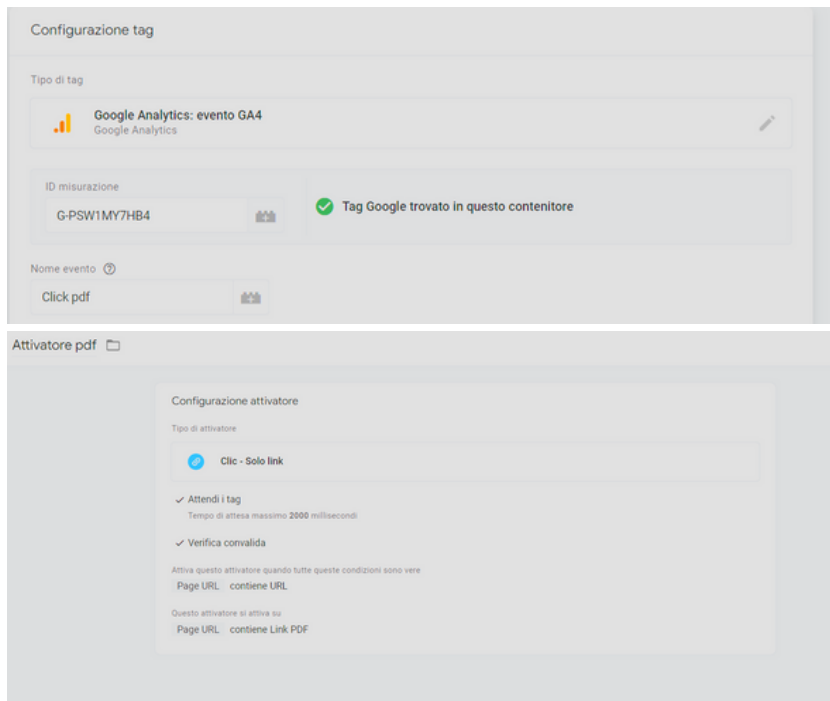 Configurazione tag
Tipo di tag
Google Analytics: evento GA4
Google Analytics
ID misurazione
G-PSW1MY7HB4
Tag Google trovato in questo contenitore
Nome evento
Click pdf
Attivatore pdf
Configurazione attivatore
Tipo di attivatore
Clic - Solo link
Attendi i tag
Tempo di attesa massimo 2000 millisecondi
Verifica convalida
Attiva questo attivatore quando tutte queste condizioni sono vere
Page URL contiene URL
Questo attivatore si attiva su
Page URL contiene Link PDF